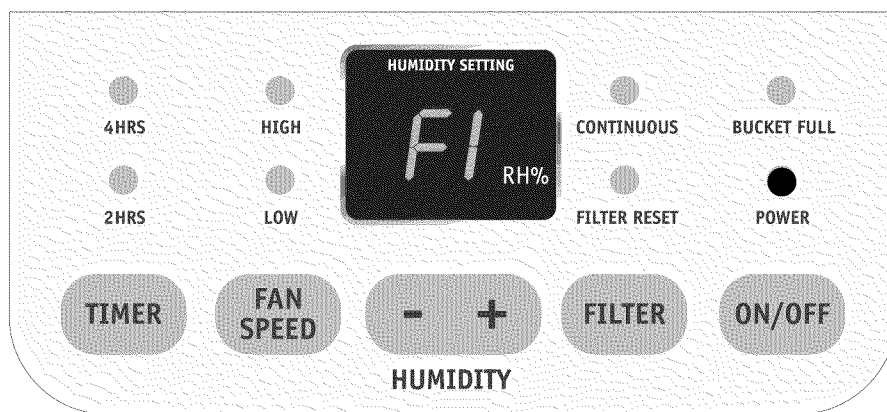 HUMIDITY SETTING
F1
RH%
4HRS
HIGH
CONTINUOUS
BUCKET FULL
2HRS
LOW
FILTER RESET
POWER
TIMER
FAN
SPEED
- +
FILTER
ON/OFF
HUMIDITY